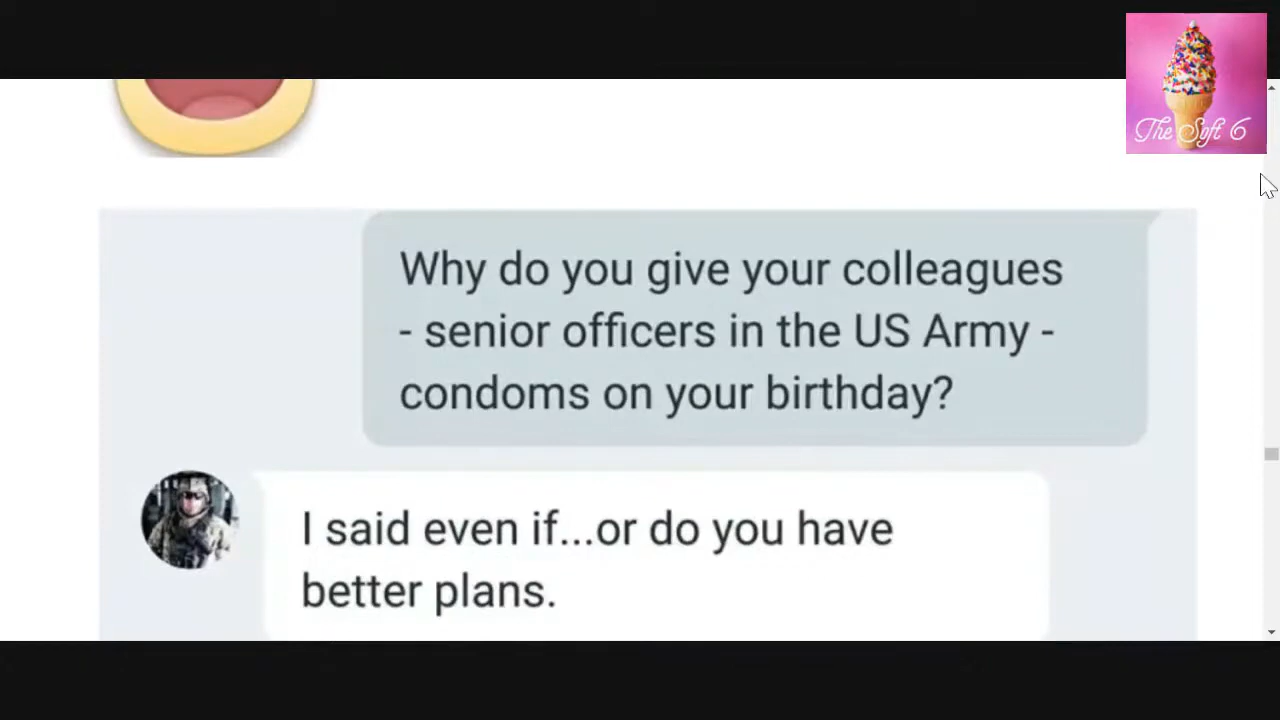 The Soft 6
Why do you give your colleagues
- senior officers in the US Army -
condoms on your birthday?
I said even if...or do you have
better plans.